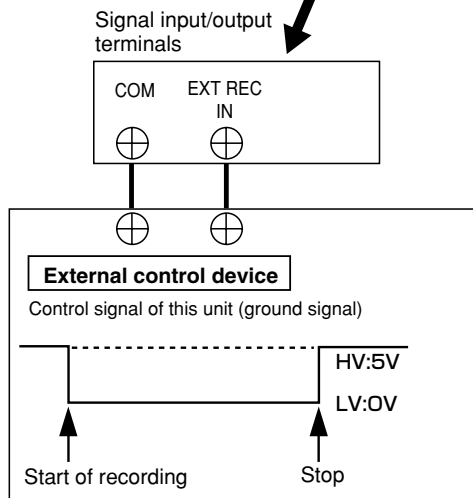 Signal input/output
terminals
COM
EXT REC
IN
External control device
Control signal of this unit (ground signal)
HV:5V
LV:0V
Start of recording
Stop